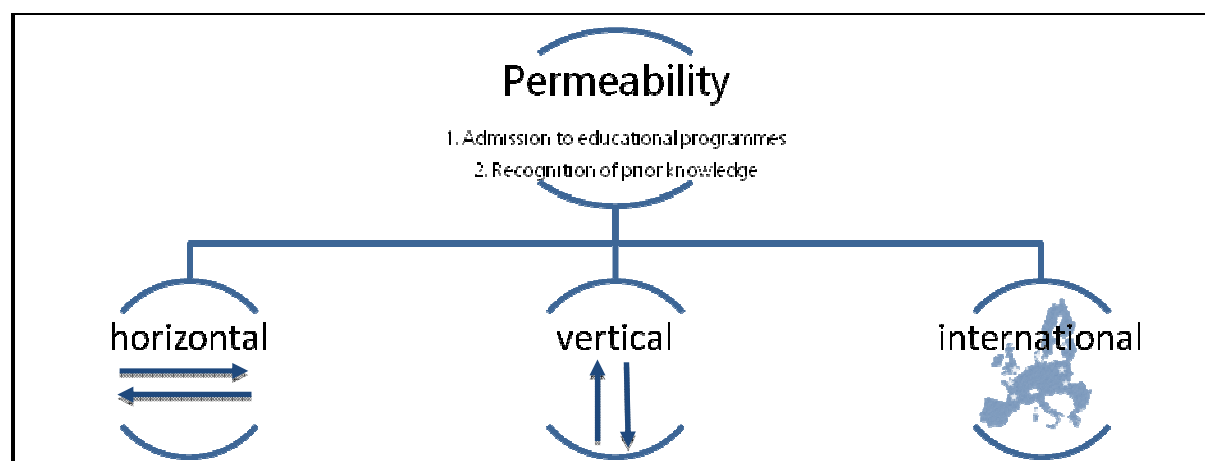 Permeability
1. Admission to educational programmes
2. Recognition of prior knowledge
horizontal
vertical
international